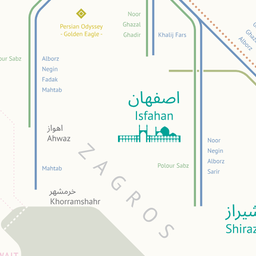 Persian Odyssey
- Golden Eagle -
Noor
Ghazal
Ghadir
Khalij Fars
Alborz
Negin
Fadak
Mahtab
اصفهان
Isfahan
اهواز
Ahwaz
Mahtab
ZAGROS
Polour Sabz
Noor
Negin
Alborz
Sarir
خرمشهر
Khorramshahr
شیراز
Shiraz